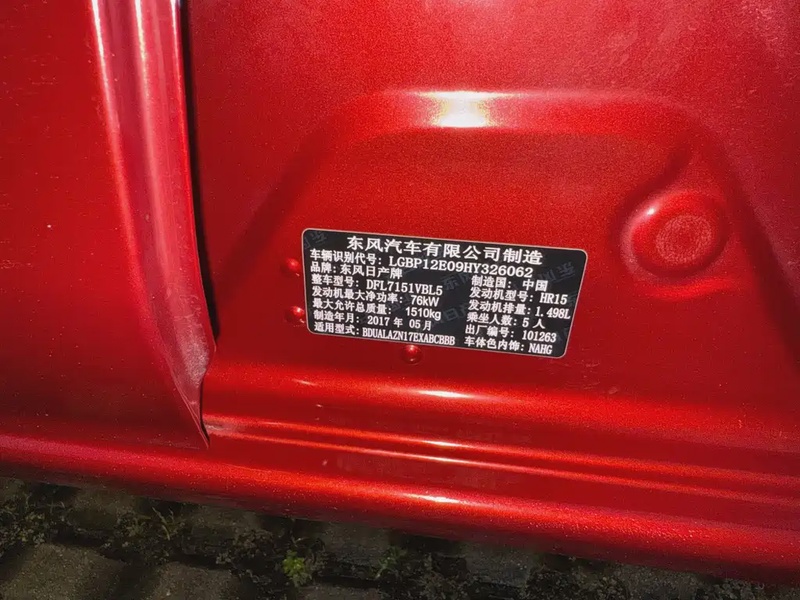 东风汽车有限公司制造
车辆识别代号: LGBP12E09HY326062
品牌: 东风日产牌 制造国: 中国
整车型号: DFL7151VBL5 发动机型号: HR15
发动机最大净功率: 76kW 发动机排量: 1.498L
最大允许总质量: 1510kg 乘坐人数: 5 人
制造年月: 2017 年 05 月 出厂编号: 101263
适用型式: BDUALAZN17EXABCBBB 车体色内饰: NAHG